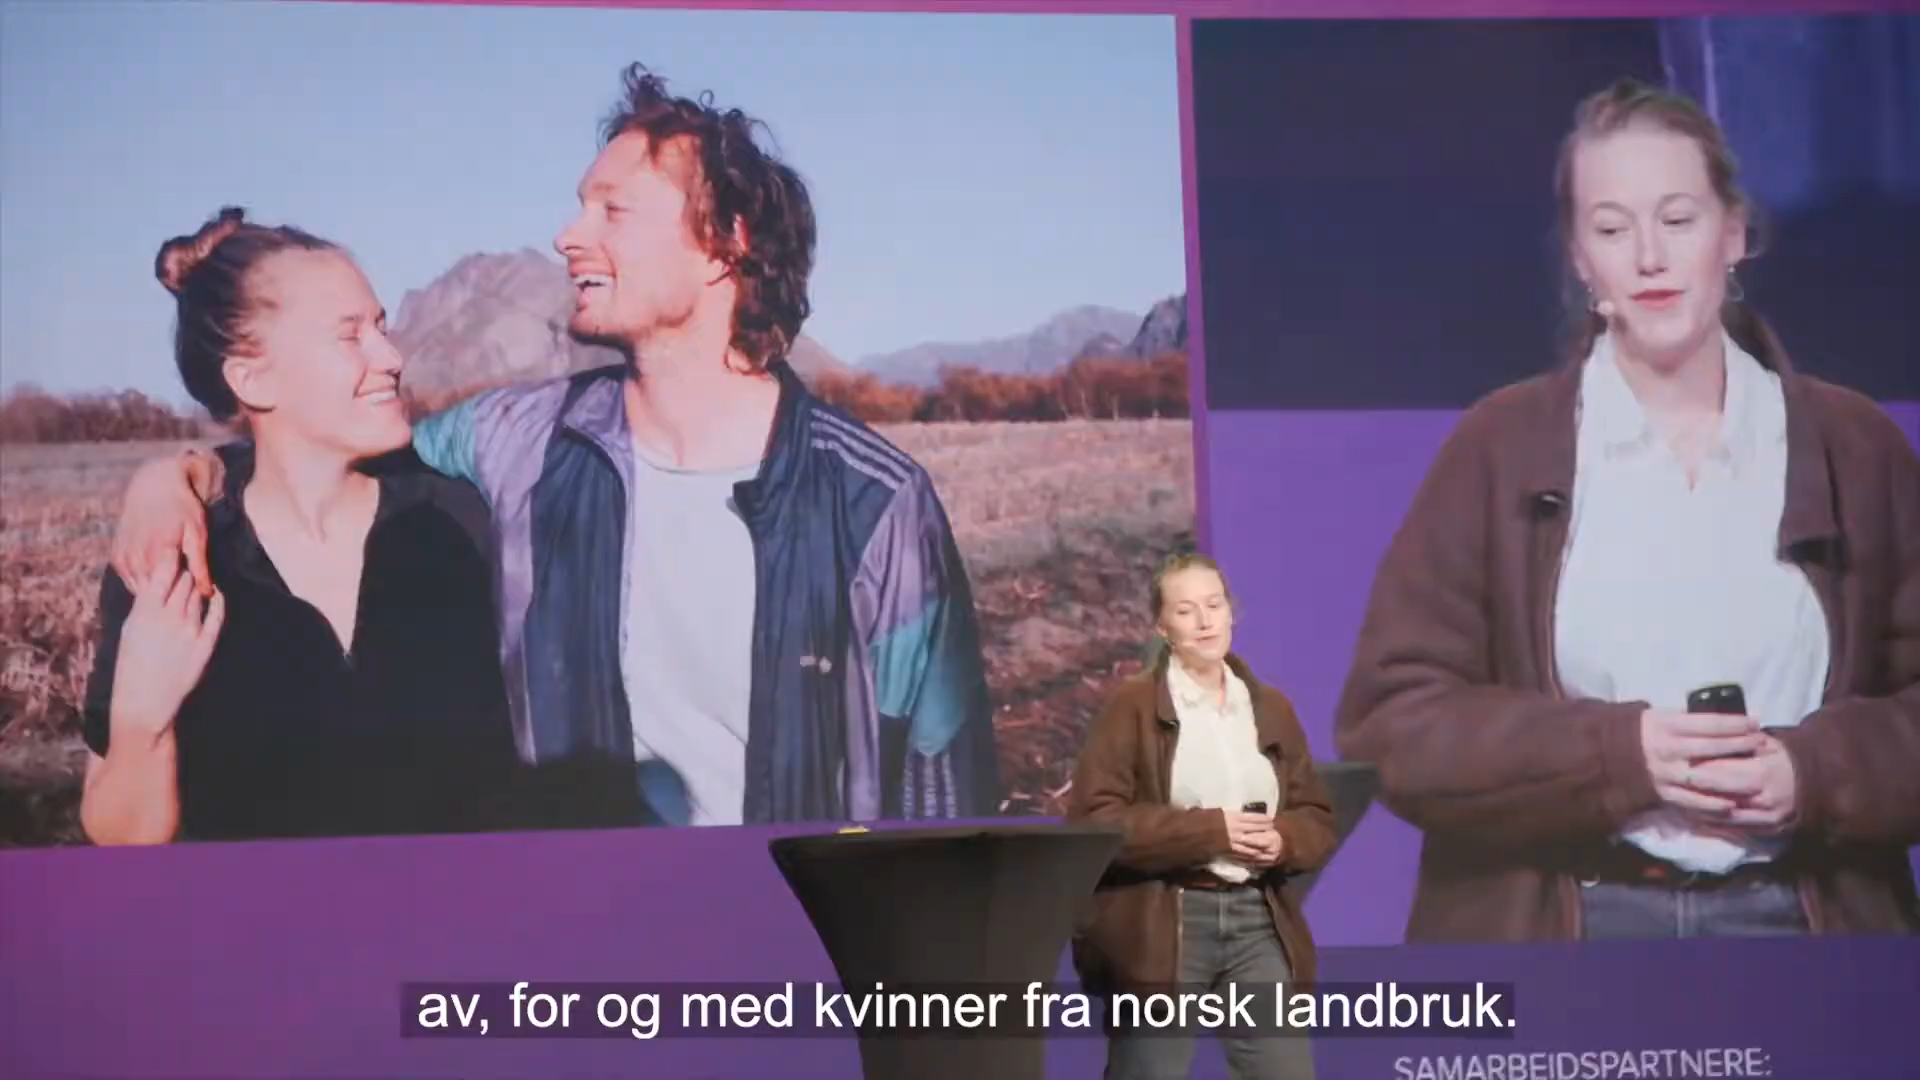 av, for og med kvinner fra norsk landbruk.
SAMARBEIDSPARTNERE: